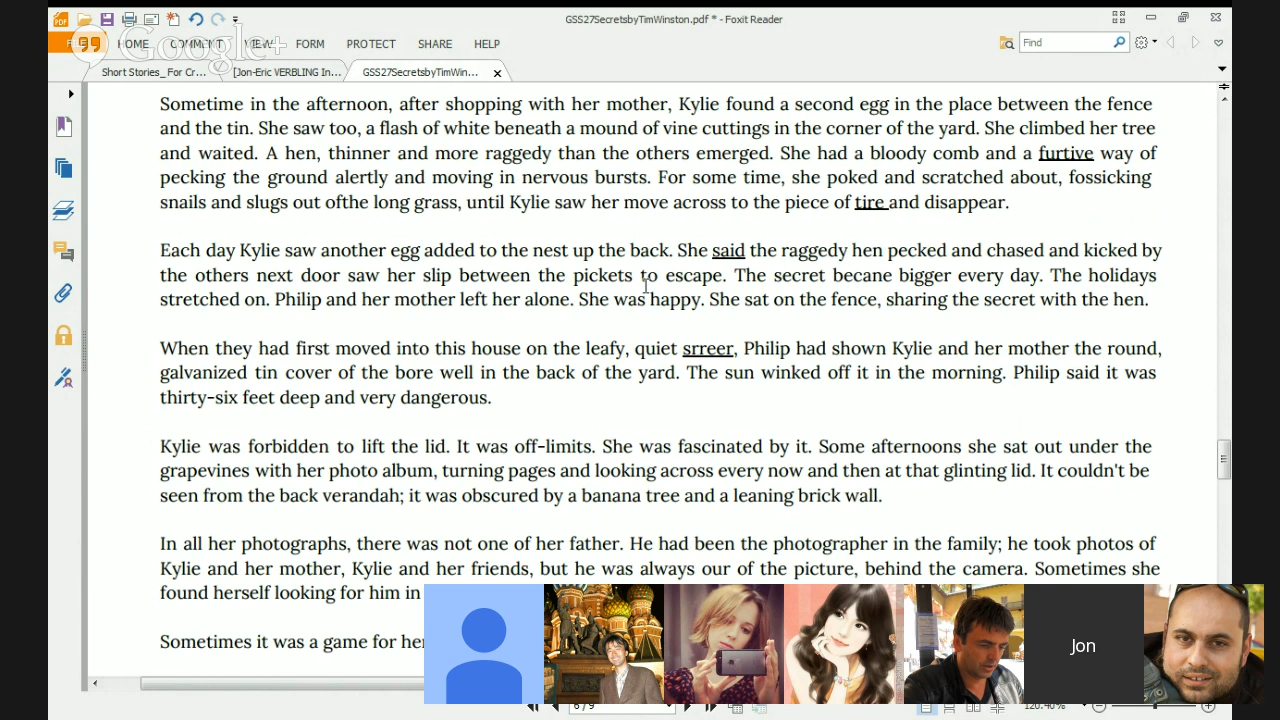 GSS27SecretsbyTimWinston.pdf * - Foxit Reader
HOME COMMENT VIEW FORM PROTECT SHARE HELP
Google+
Find
Short Stories_ For Cr... [Jon-Eric VERBLING In... GSS27SecretsbyTimWin...
Sometime in the afternoon, after shopping with her mother, Kylie found a second egg in the place between the fence
and the tin. She saw too, a flash of white beneath a mound of vine cuttings in the corner of the yard. She climbed her tree
and waited. A hen, thinner and more raggedy than the others emerged. She had a bloody comb and a furtive way of
pecking the ground alertly and moving in nervous bursts. For some time, she poked and scratched about, fossicking
snails and slugs out ofthe long grass, until Kylie saw her move across to the piece of tire and disappear.
Each day Kylie saw another egg added to the nest up the back. She said the raggedy hen pecked and chased and kicked by
the others next door saw her slip between the pickets to escape. The secret becane bigger every day. The holidays
stretched on. Philip and her mother left her alone. She was happy. She sat on the fence, sharing the secret with the hen.
When they had first moved into this house on the leafy, quiet srreer, Philip had shown Kylie and her mother the round,
galvanized tin cover of the bore well in the back of the yard. The sun winked off it in the morning. Philip said it was
thirty-six feet deep and very dangerous.
Kylie was forbidden to lift the lid. It was off-limits. She was fascinated by it. Some afternoons she sat out under the
grapevines with her photo album, turning pages and looking across every now and then at that glinting lid. It couldn't be
seen from the back verandah; it was obscured by a banana tree and a leaning brick wall.
In all her photographs, there was not one of her father. He had been the photographer in the family; he took photos of
Kylie and her mother, Kylie and her friends, but he was always our of the picture, behind the camera. Sometimes she
found herself looking for him in
Sometimes it was a game for her
Jon
6 / 9 120.40%